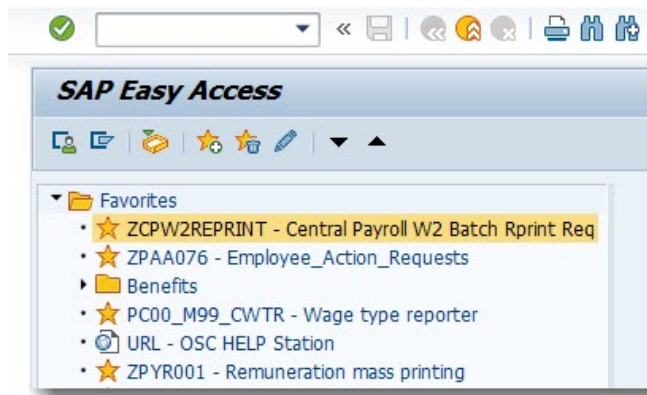 SAP Easy Access
Favorites
ZCPW2REPRINT - Central Payroll W2 Batch Rprint Req
ZPAA076 - Employee_Action_Requests
Benefits
PC00_M99_CWTR - Wage type reporter
URL - OSC HELP Station
ZPYR001 - Remuneration mass printing